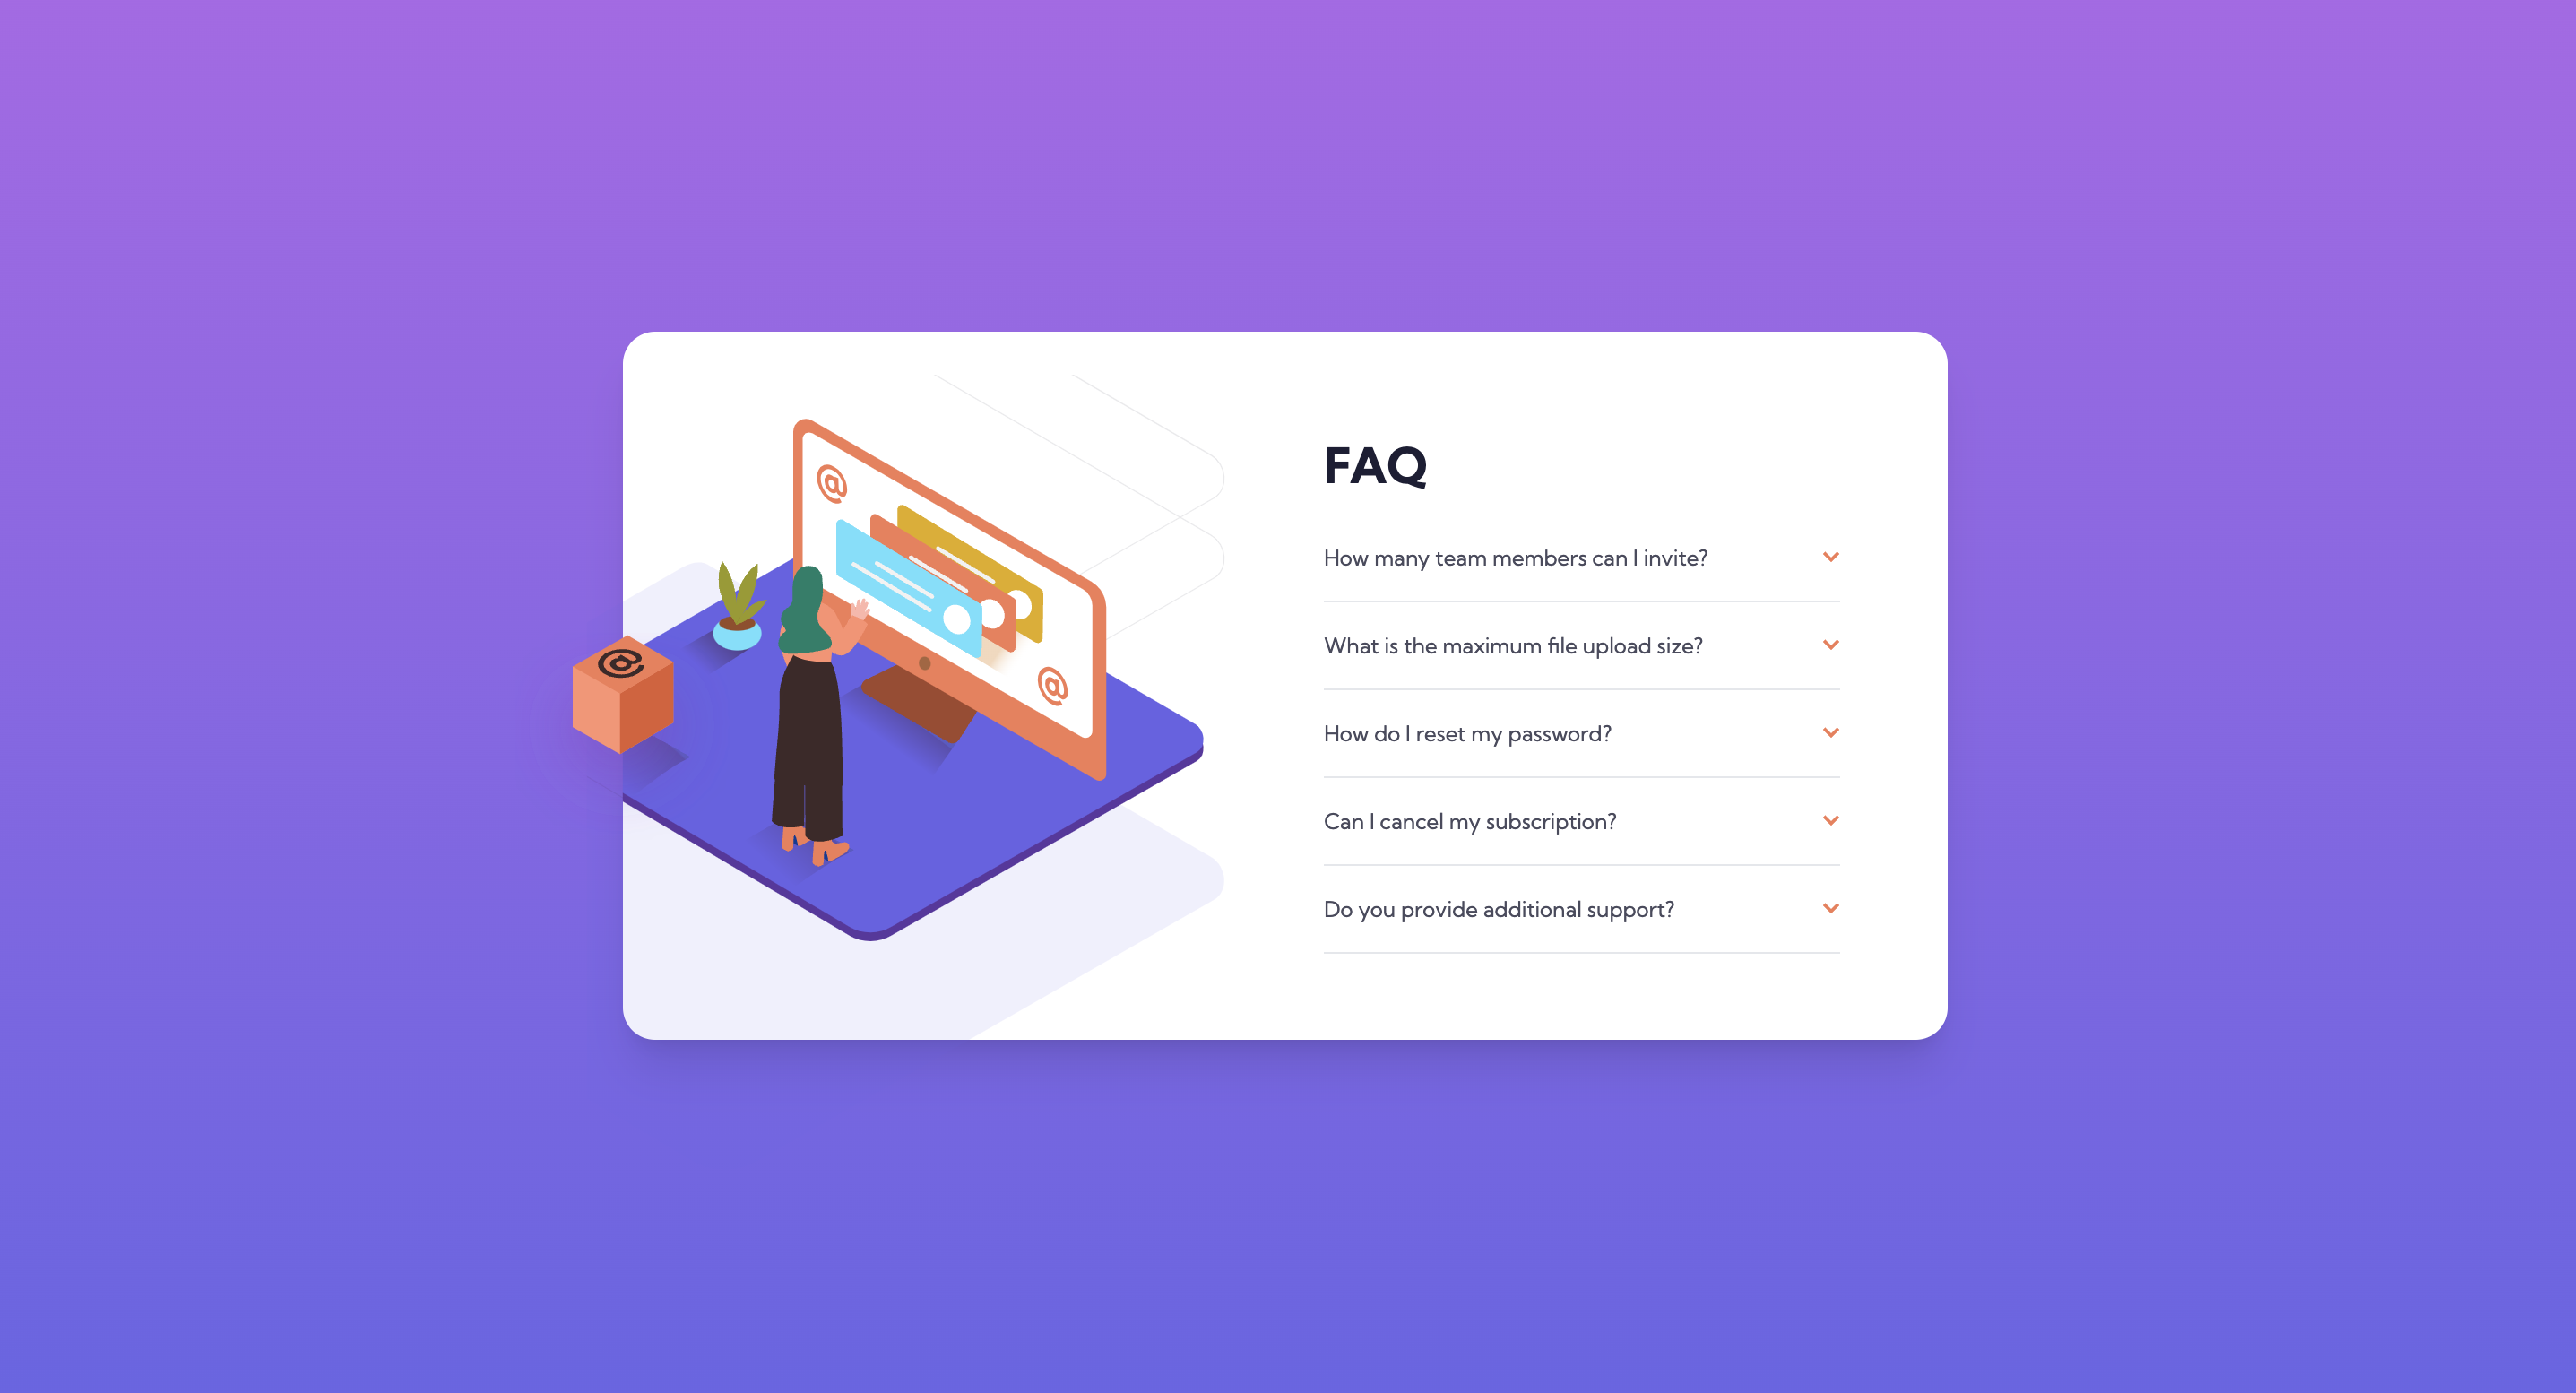 @
@
@
FAQ
How many team members can I invite?
What is the maximum file upload size?
How do I reset my password?
Can I cancel my subscription?
Do you provide additional support?